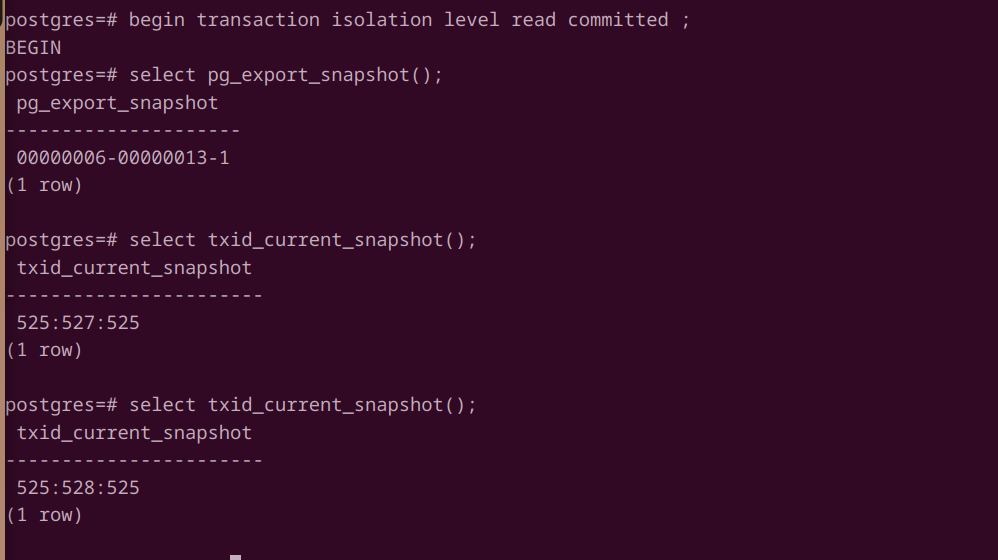 postgres=# begin transaction isolation level read committed ;
BEGIN
postgres=# select pg_export_snapshot();
 pg_export_snapshot
---------------------
 00000006-00000013-1
(1 row)

postgres=# select txid_current_snapshot();
 txid_current_snapshot
-----------------------
 525:527:525
(1 row)

postgres=# select txid_current_snapshot();
 txid_current_snapshot
-----------------------
 525:528:525
(1 row)